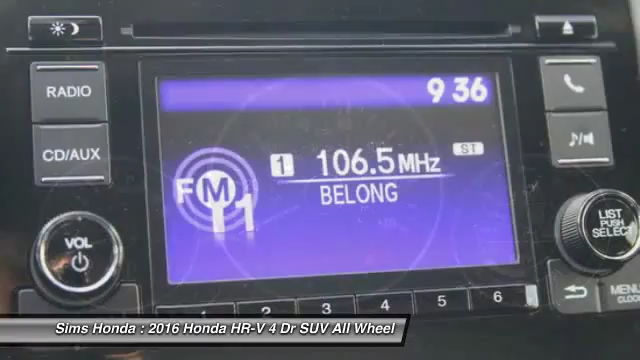 9 36
RADIO
CD/AUX
1 106.5 MHz ST
BELONG
FM 1
VOL
LIST
PUSH
SELECT
MENU
CLOCK
1 2 3 4 5 6
Sims Honda : 2016 Honda HR-V 4 Dr SUV All Wheel